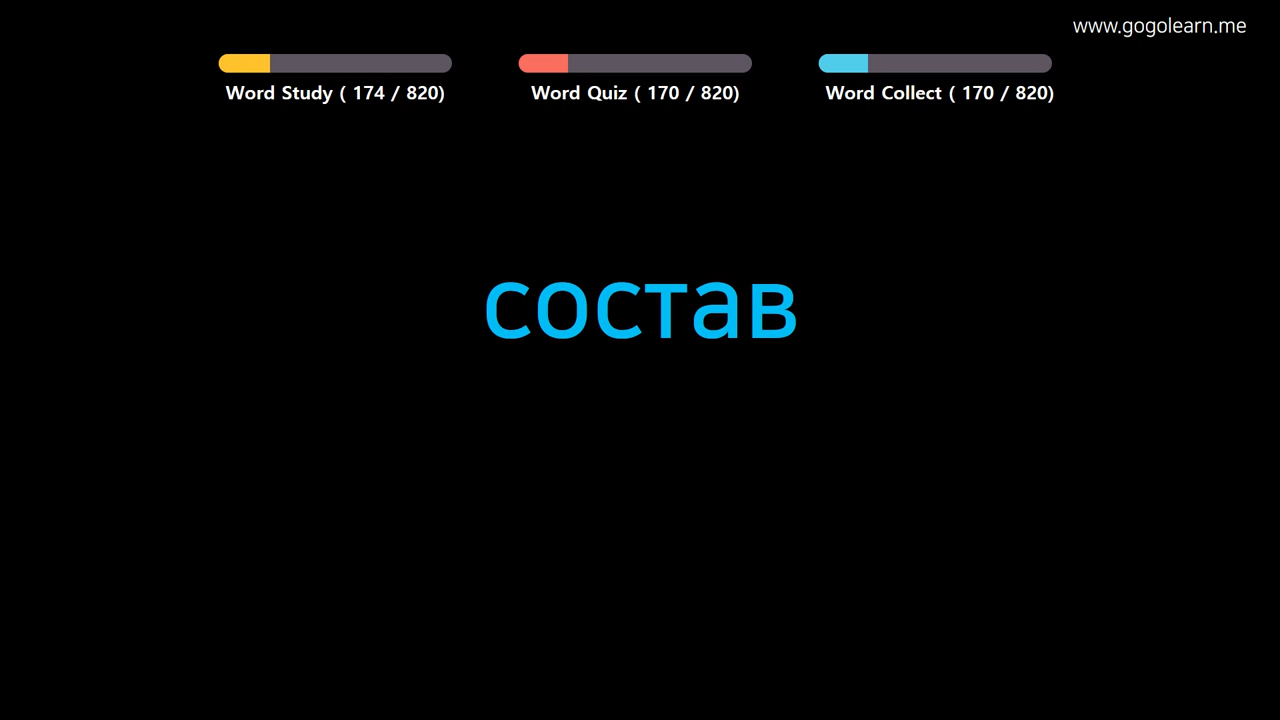 www.gogolearn.me
Word Study ( 174 / 820)
Word Quiz ( 170 / 820)
Word Collect ( 170 / 820)
состав